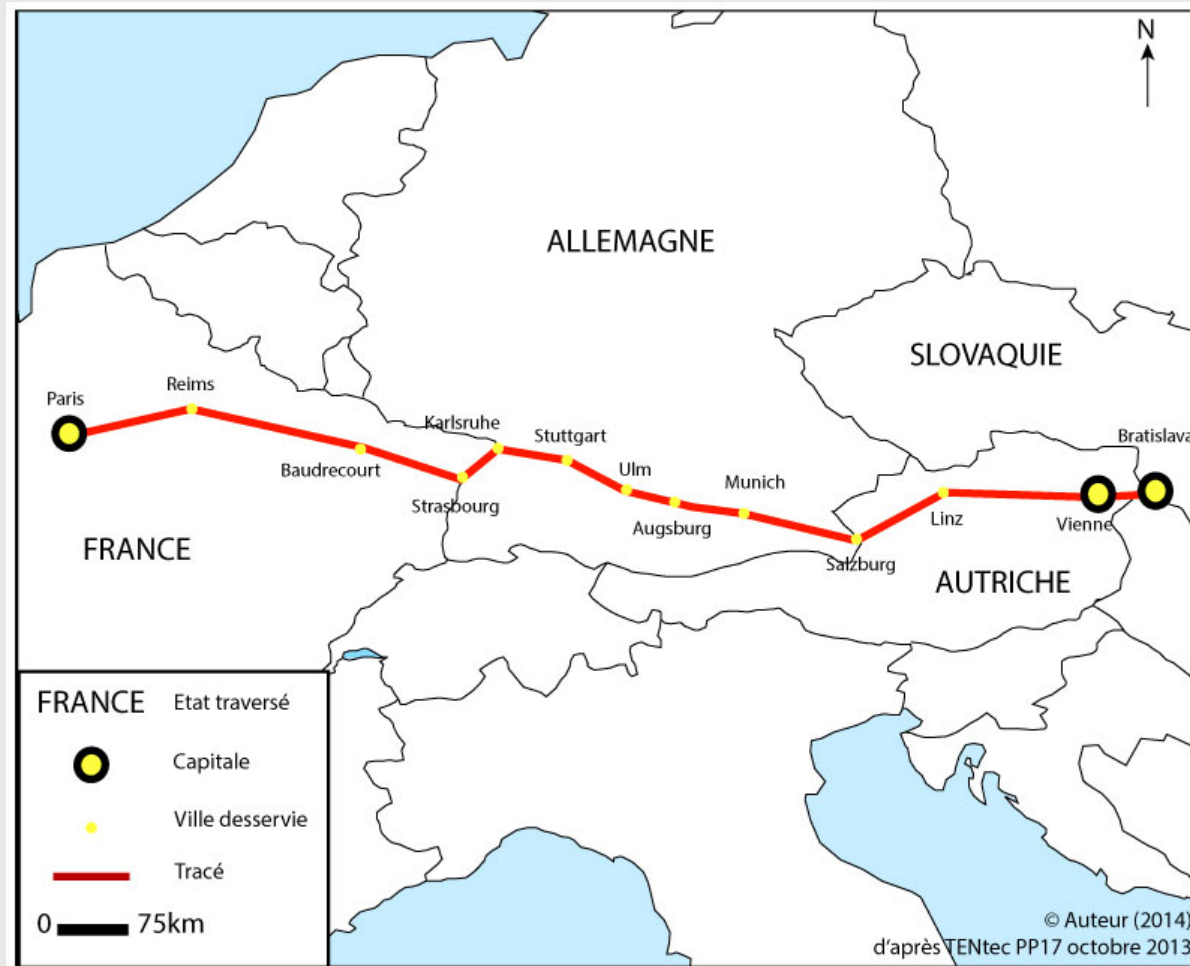 N
ALLEMAGNE
SLOVAQUIE
Paris
Reims
Karlsruhe
Stuttgart
Bratislava
Baudrecourt
Ulm
Munich
Strasbourg
Augsburg
Linz
Vienne
FRANCE
Salzburg
AUTRICHE
FRANCE Etat traversé
Capitale
Ville desservie
Tracé
0 75km
© Auteur (2014)
d'après TENtec PP17 octobre 2013